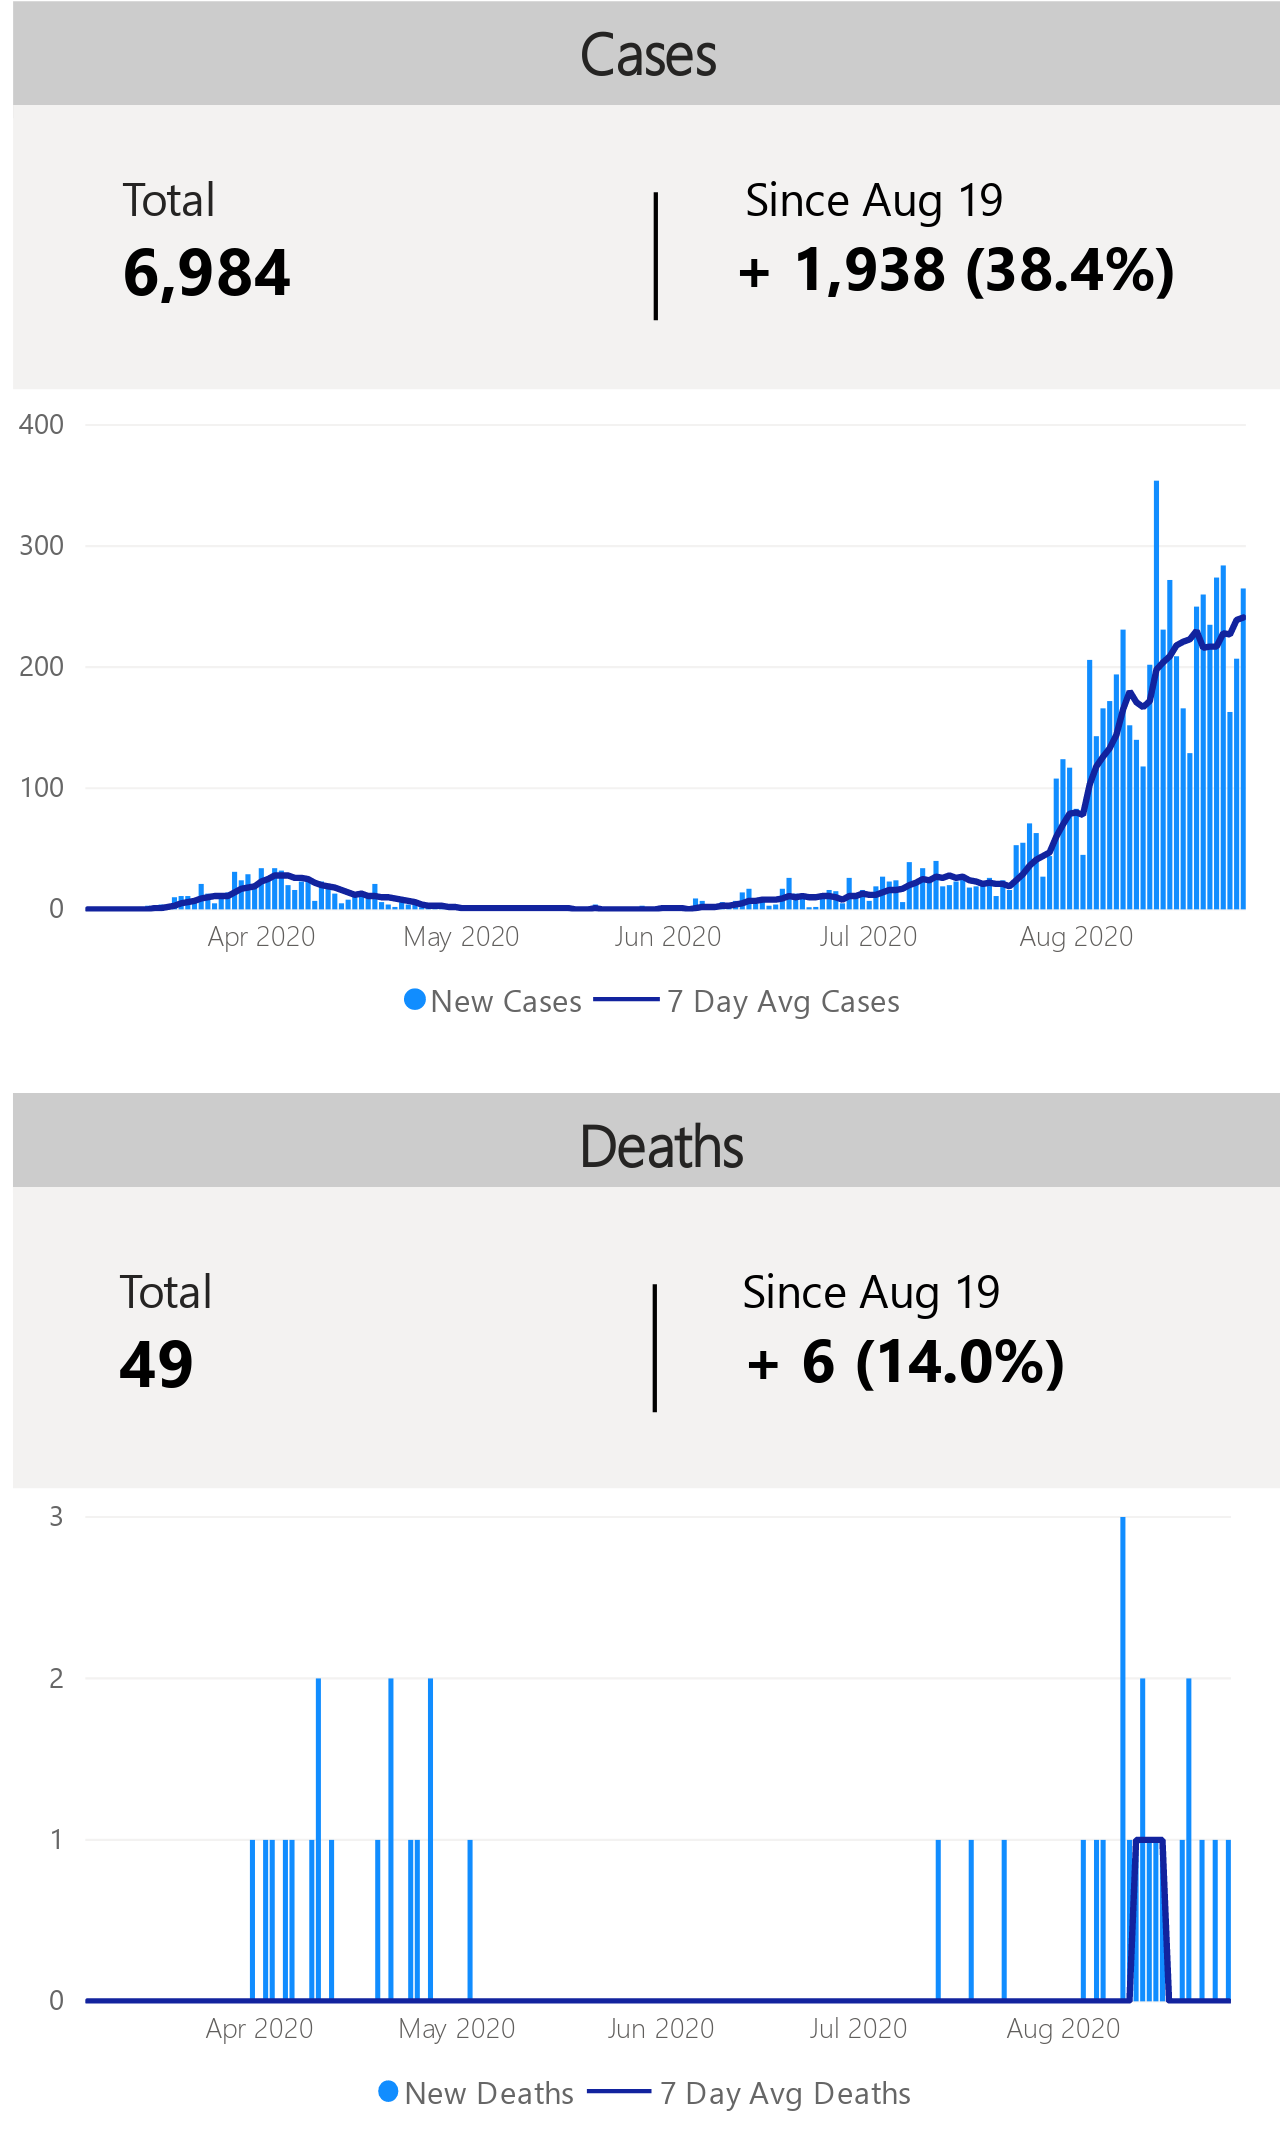 Cases
Total
6,984
Since Aug 19
+ 1,938 (38.4%)
400
300
200
100
0
Apr 2020 May 2020 Jun 2020 Jul 2020 Aug 2020
New Cases 7 Day Avg Cases
Deaths
Total
49
Since Aug 19
+ 6 (14.0%)
3
2
1
0
Apr 2020 May 2020 Jun 2020 Jul 2020 Aug 2020
New Deaths 7 Day Avg Deaths